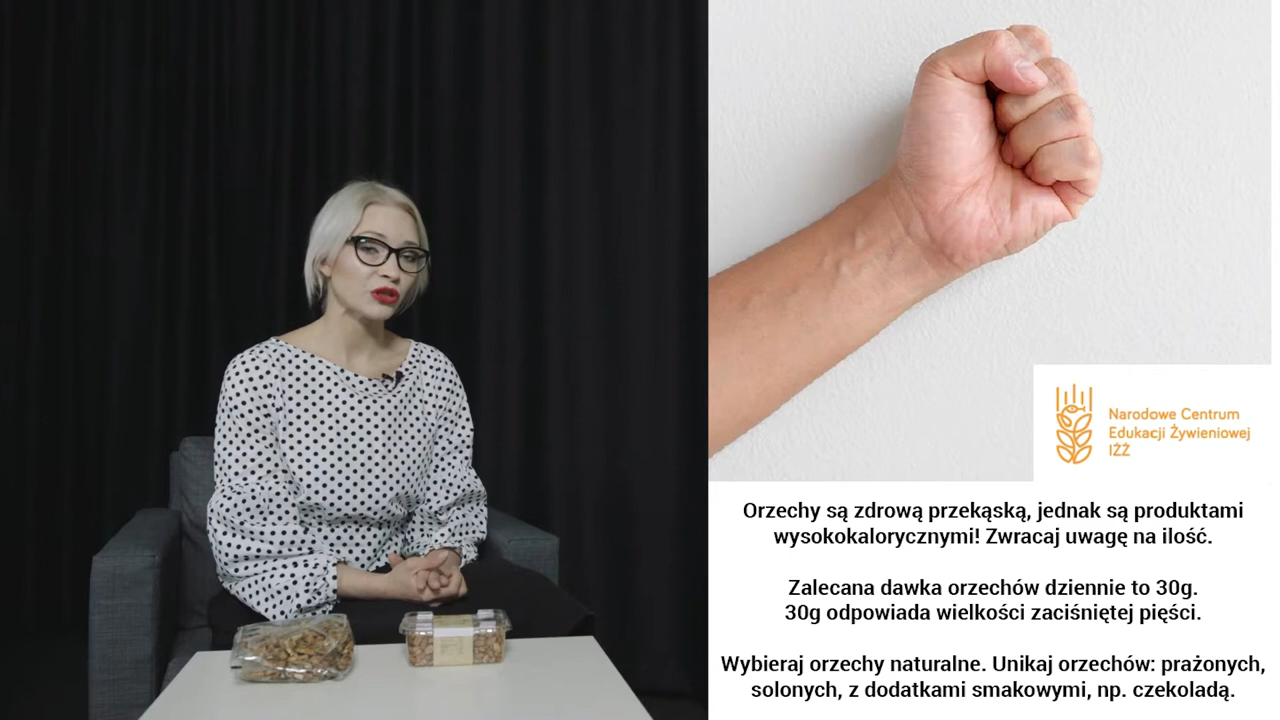 Narodowe Centrum
Edukacji Żywieniowej
IŻŻ
Orzechy są zdrową przekąską, jednak są produktami
wysokokalorycznymi! Zwracaj uwagę na ilość.
Zalecana dawka orzechów dziennie to 30g.
30g odpowiada wielkości zaciśniętej pięści.
Wybieraj orzechy naturalne. Unikaj orzechów: prażonych,
solonych, z dodatkami smakowymi, np. czekoladą.